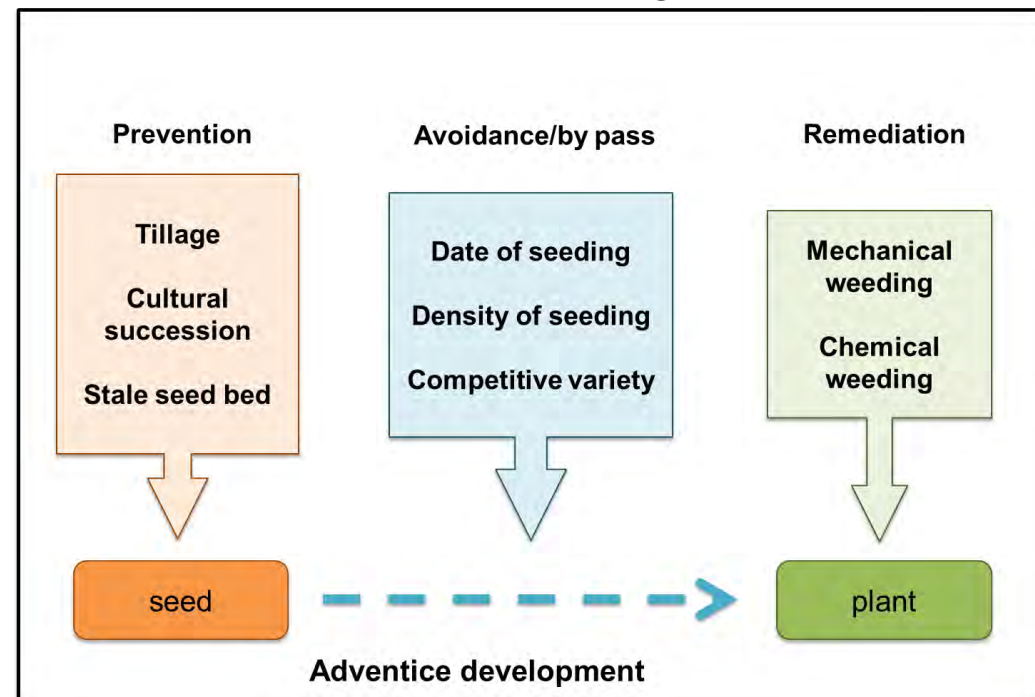 Prevention
Avoidance/by pass
Remediation
Tillage
Cultural
succession
Stale seed bed
Date of seeding
Density of seeding
Competitive variety
Mechanical
weeding
Chemical
weeding
seed
plant
Adventice development